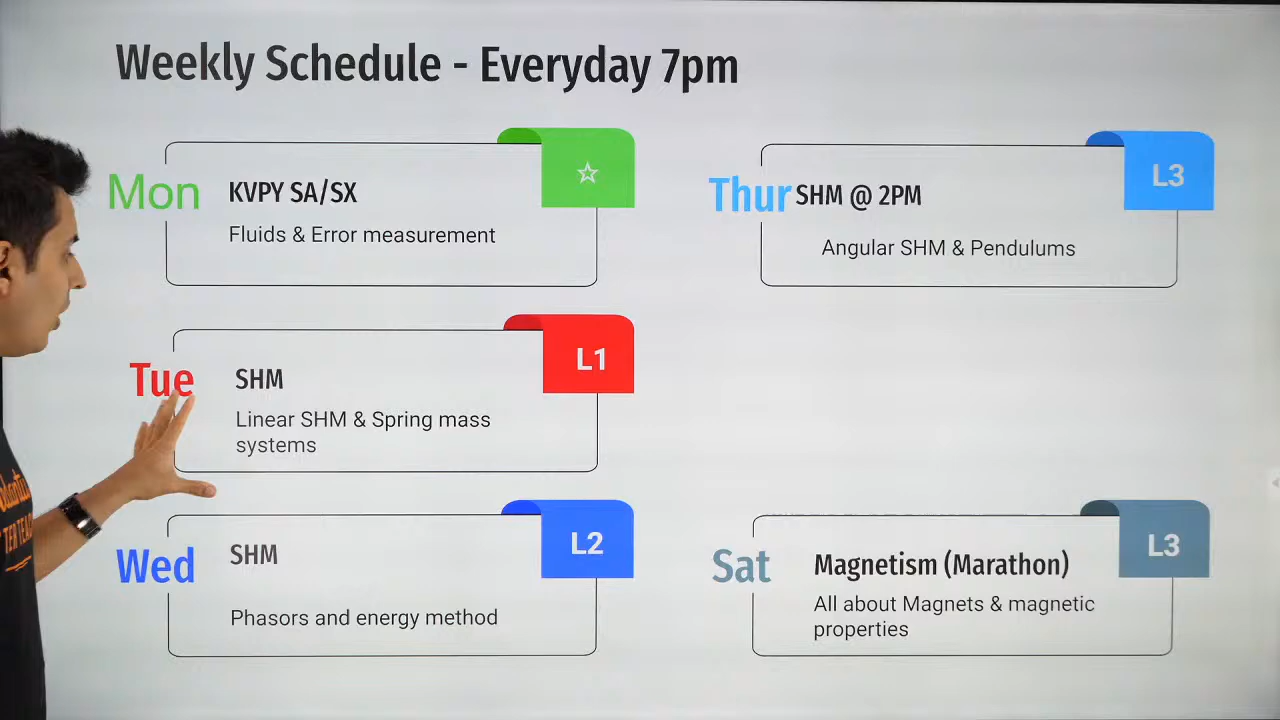 Weekly Schedule - Everyday 7pm
Mon
KVPY SA/SX
Fluids & Error measurement
Tue
SHM
L1
Linear SHM & Spring mass
systems
Wed
SHM
L2
Phasors and energy method
Thur
SHM @ 2PM
L3
Angular SHM & Pendulums
Sat
Magnetism (Marathon)
L3
All about Magnets & magnetic
properties